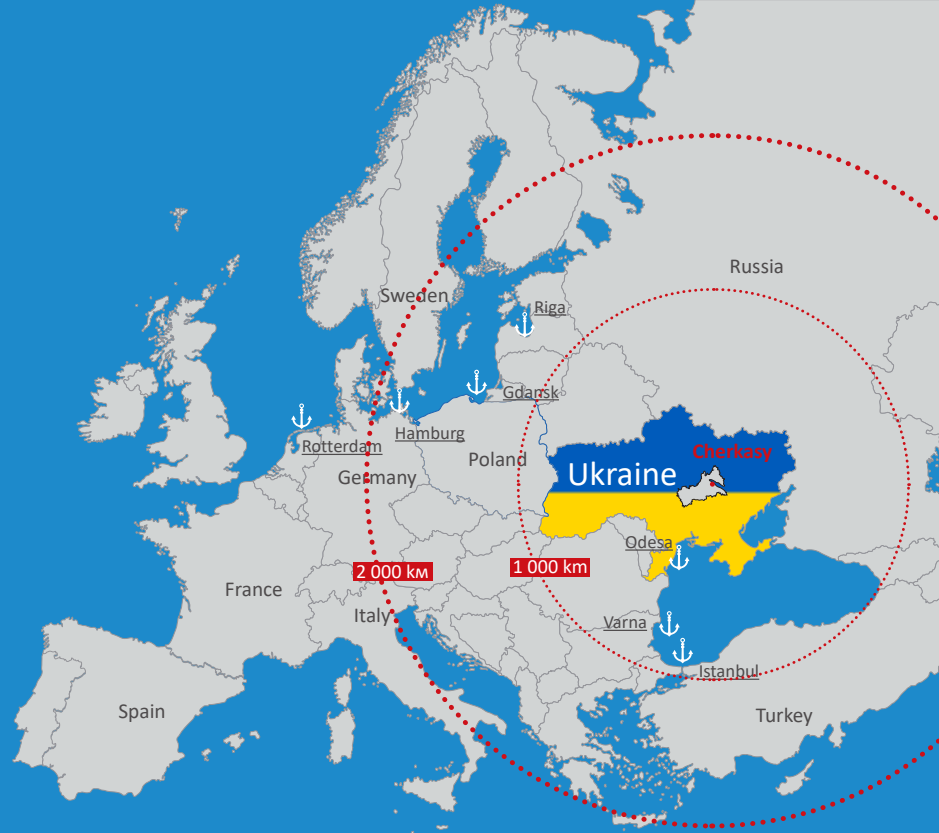 Russia
Sweden
Riga
Gdansk
Hamburg
Rotterdam
Cherkasy
Poland
Ukraine
Germany
Odesa
2 000 км
1 000 km
France
Italy
Varna
Istanbul
Spain
Turkey